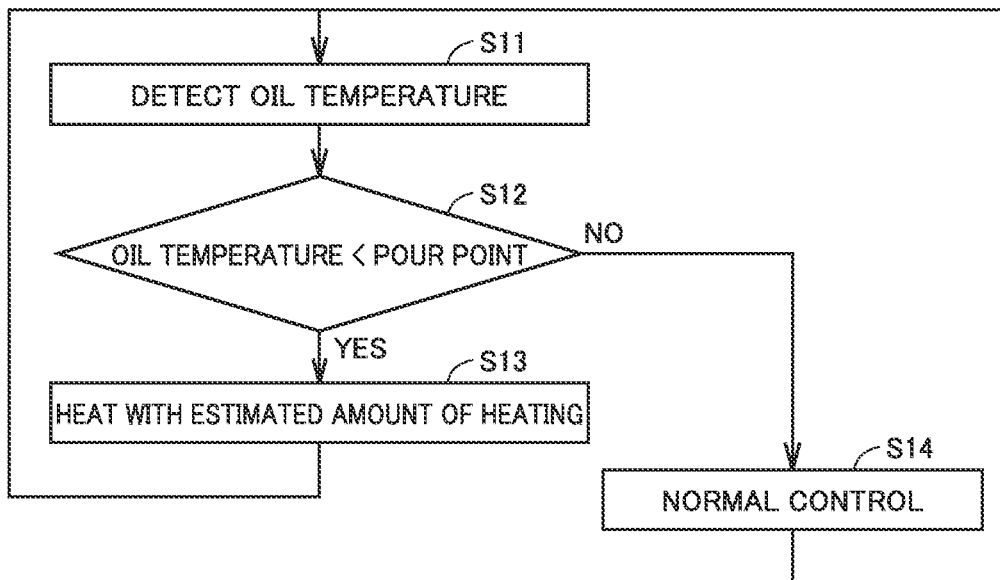 S11
DETECT OIL TEMPERATURE
S12
OIL TEMPERATURE < POUR POINT
NO
YES
S13
HEAT WITH ESTIMATED AMOUNT OF HEATING
S14
NORMAL CONTROL